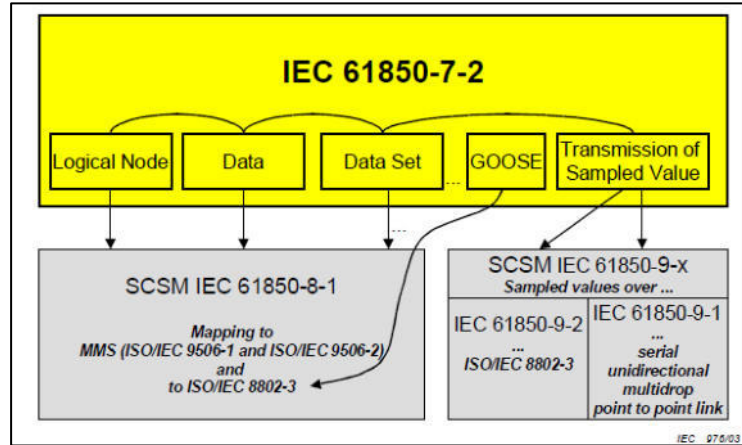 IEC 61850-7-2
Logical Node
Data
Data Set
...
GOOSE
Transmission of
Sampled Value
...
SCSM IEC 61850-8-1
Mapping to
MMS (ISO/IEC 9506-1 and ISO/IEC 9506-2)
and
to ISO/IEC 8802-3
SCSM IEC 61850-9-x
Sampled values over ...
IEC 61850-9-2
...
ISO/IEC 8802-3
IEC 61850-9-1
...
serial
unidirectional
multidrop
point to point link
IEC 976/03